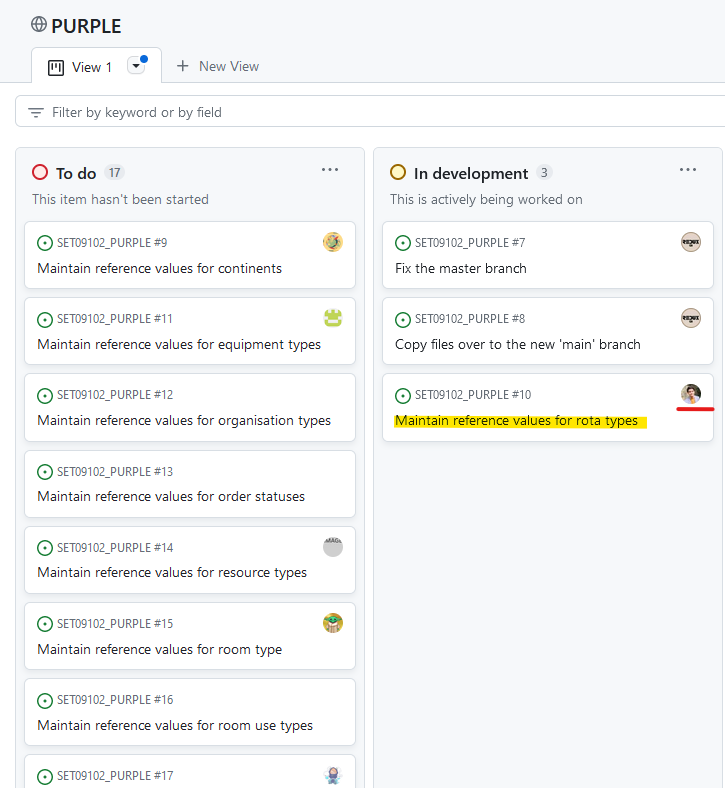 PURPLE
View 1
New View
Filter by keyword or by field
To do 17
This item hasn't been started
SET09102_PURPLE #9
Maintain reference values for continents
SET09102_PURPLE #11
Maintain reference values for equipment types
SET09102_PURPLE #12
Maintain reference values for organisation types
SET09102_PURPLE #13
Maintain reference values for order statuses
SET09102_PURPLE #14
Maintain reference values for resource types
SET09102_PURPLE #15
Maintain reference values for room type
SET09102_PURPLE #16
Maintain reference values for room use types
SET09102_PURPLE #17
In development 3
This is actively being worked on
SET09102_PURPLE #7
Fix the master branch
SET09102_PURPLE #8
Copy files over to the new 'main' branch
SET09102_PURPLE #10
Maintain reference values for rota types